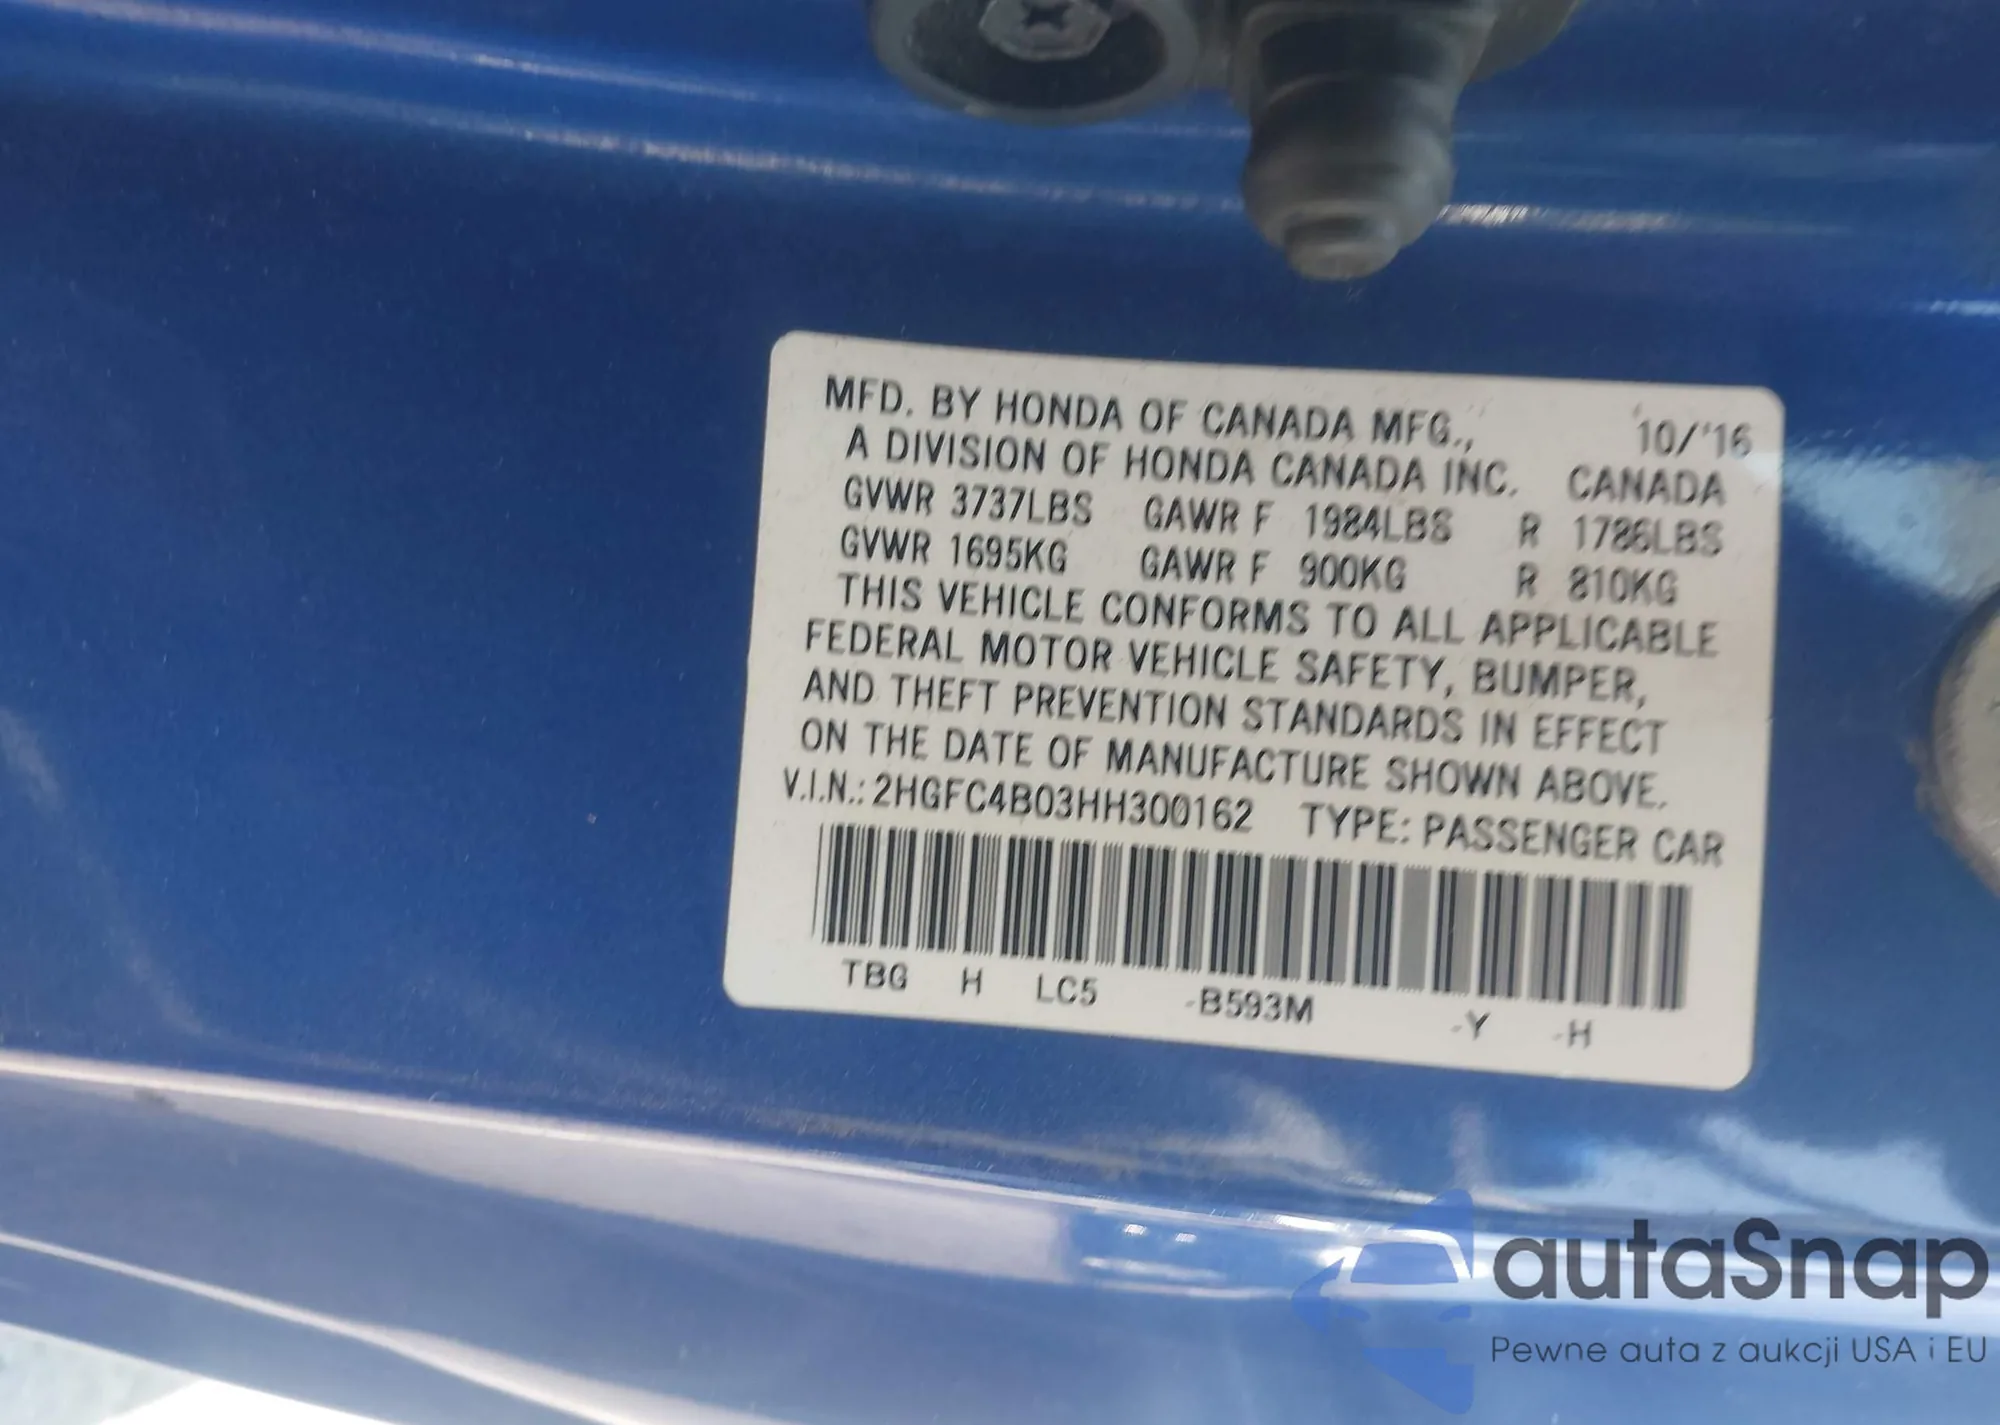 MFD. BY HONDA OF CANADA MFG., 10/'16
A DIVISION OF HONDA CANADA INC. CANADA
GVWR 3737LBS GAWR F 1984LBS R 1786LBS
GVWR 1695KG GAWR F 900KG R 810KG
THIS VEHICLE CONFORMS TO ALL APPLICABLE
FEDERAL MOTOR VEHICLE SAFETY, BUMPER,
AND THEFT PREVENTION STANDARDS IN EFFECT
ON THE DATE OF MANUFACTURE SHOWN ABOVE.
V.I.N.: 2HGFC4B03HH300162 TYPE: PASSENGER CAR
TBG H LC5 -B593M -Y -H
autaSnap
Pewne auta z aukcji USA i EU